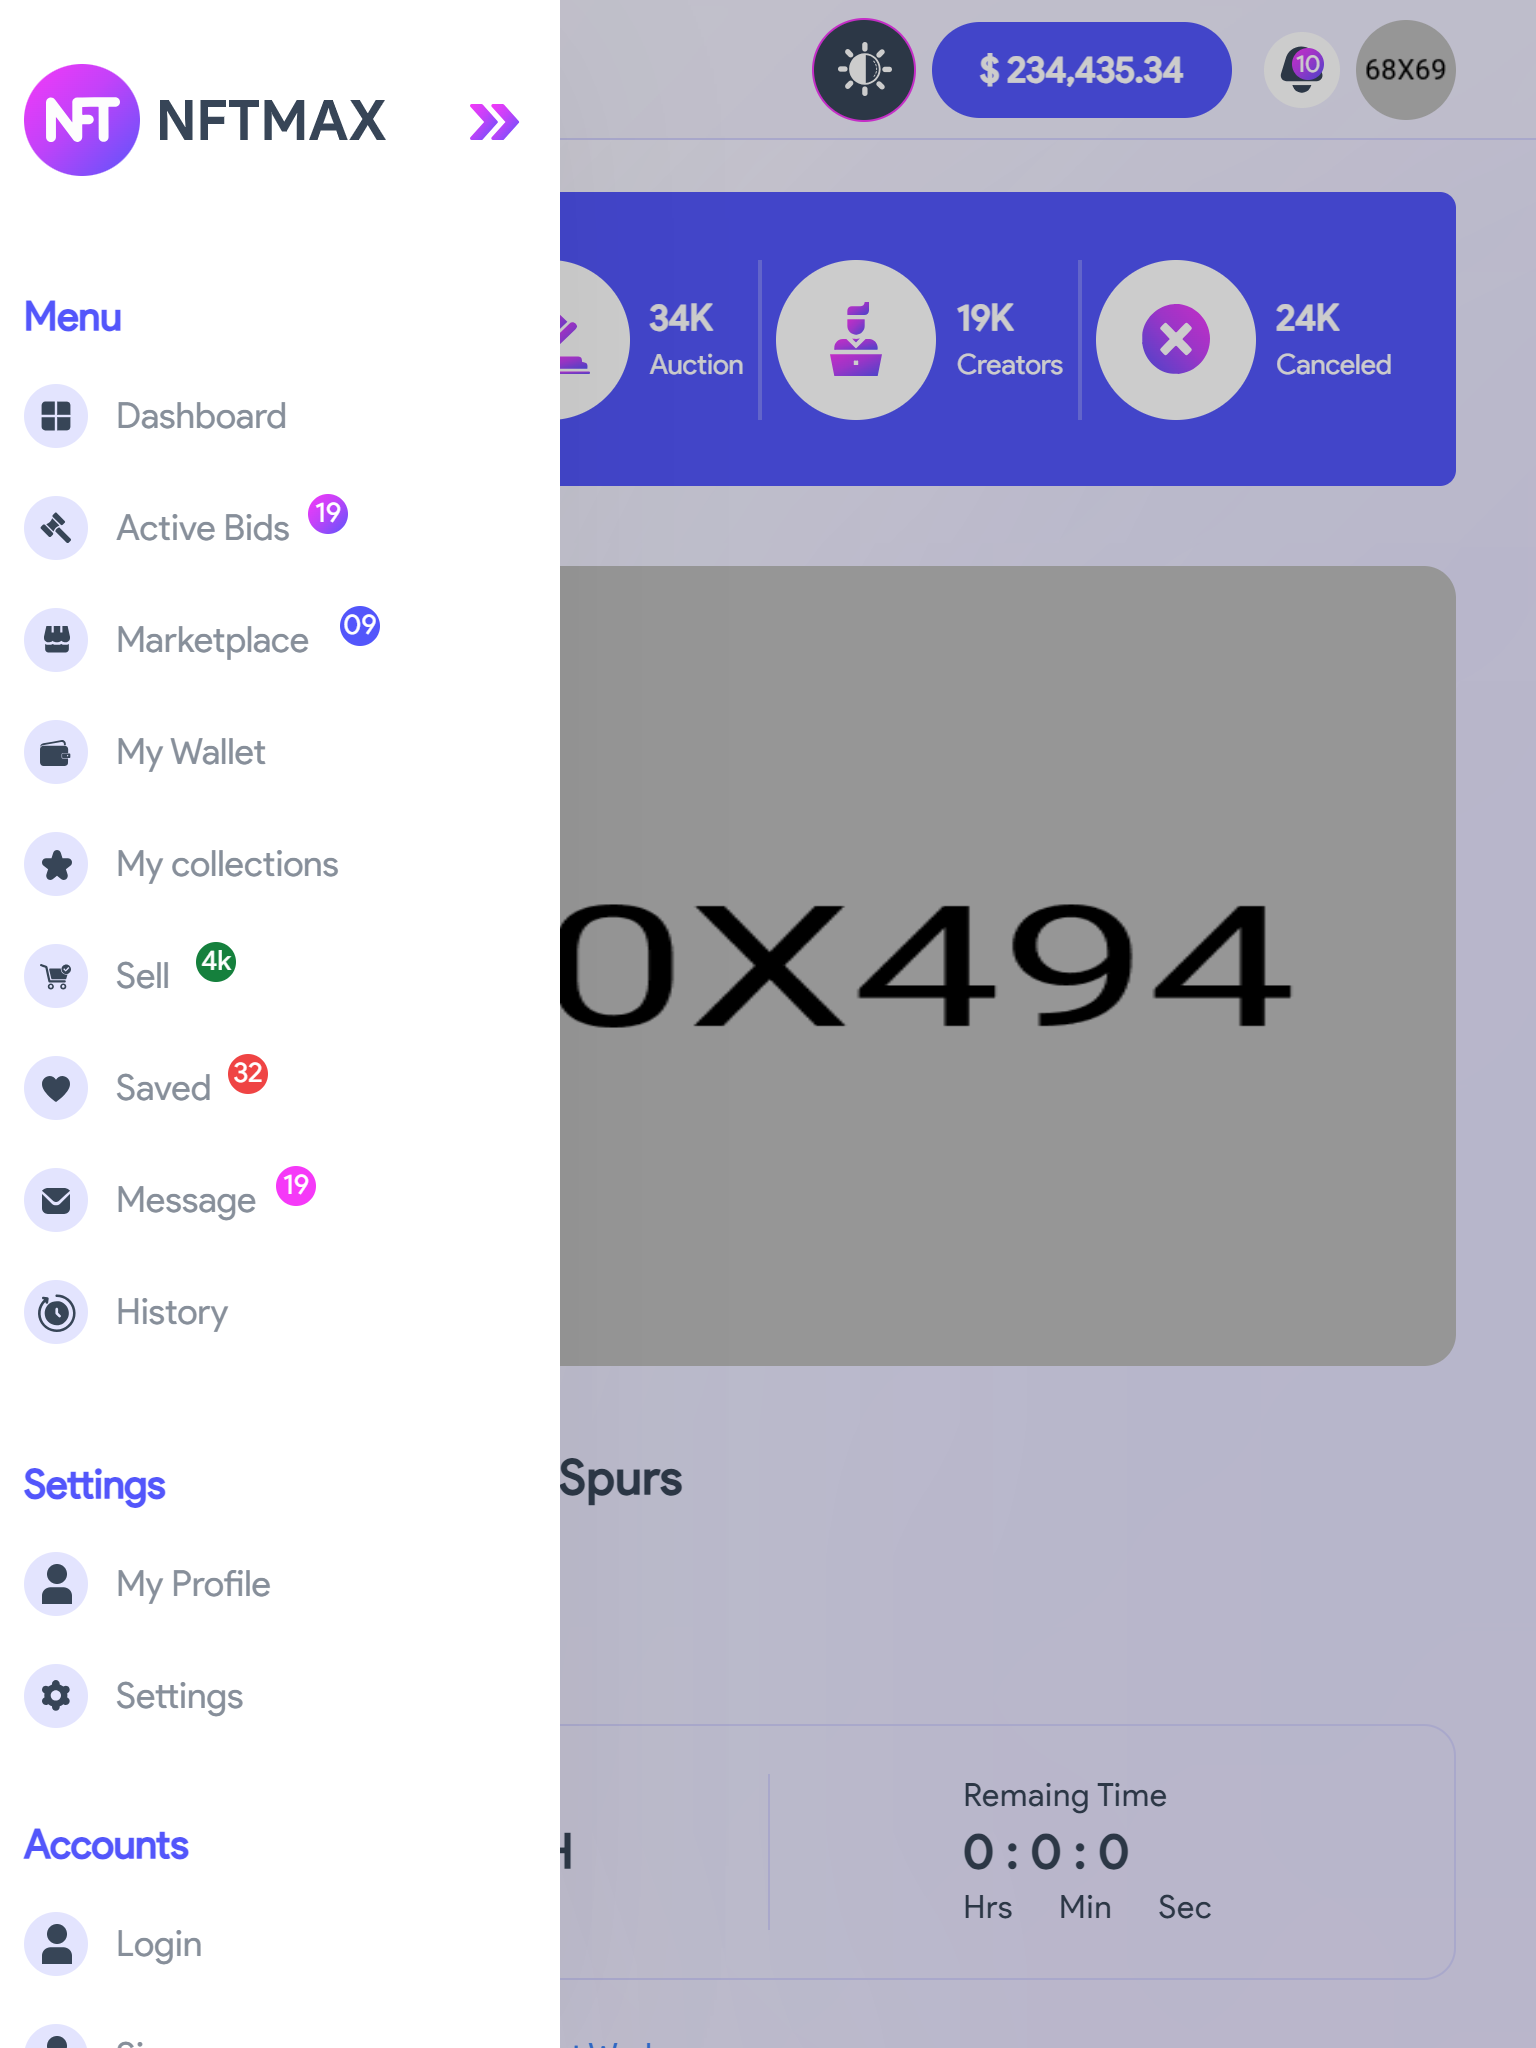 NFT NFTMAX
Menu
Dashboard
Active Bids 19
Marketplace 09
My Wallet
My collections
Sell 4k
Saved 32
Message 19
History
Settings
My Profile
Settings
Accounts
Login
$ 234,435.34
10
68X69
34K
Auction
19K
Creators
24K
Canceled
0X494
Spurs
Remaing Time
0 : 0 : 0
Hrs Min Sec